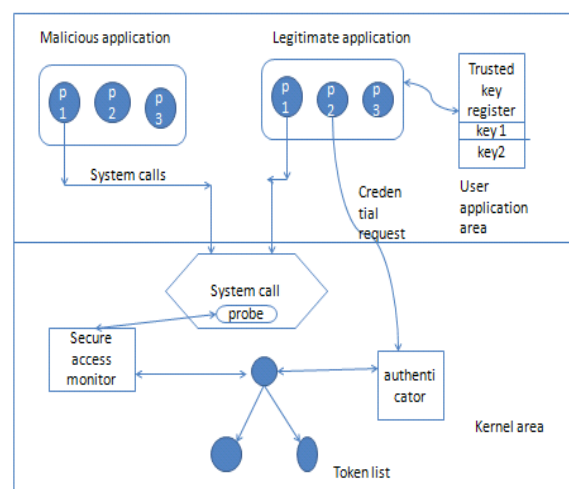 Malicious application
Legitimate application
p
1
p
2
p
3
p
1
p
2
p
3
Trusted
key
register
key 1
key2
System calls
Creden
tial
request
User
application
area
System call
probe
Secure
access
monitor
authenti
cator
Kernel area
Token list